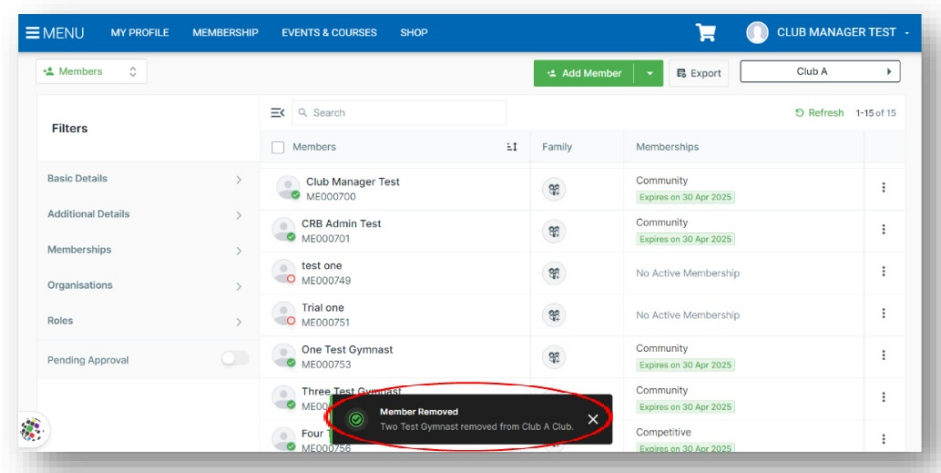 MENU MY PROFILE MEMBERSHIP EVENTS & COURSES SHOP CLUB MANAGER TEST
Members Add Member Export Club A
Filters
Search Refresh 1-15 of 15
Members Family Memberships
Basic Details
Additional Details
Memberships
Organisations
Roles
Pending Approval
Club Manager Test
ME000700
Community
Expires on 30 Apr 2025
CRB Admin Test
ME000701
Community
Expires on 30 Apr 2025
test one
ME000749
No Active Membership
Trial one
ME000751
No Active Membership
One Test Gymnast
ME000753
Community
Expires on 30 Apr 2025
Three Test Gymnast
Community
Expires on 30 Apr 2025
Four
ME000756
Competitive
Expires on 30 Apr 2025
Member Removed
Two Test Gymnast removed from Club A Club.